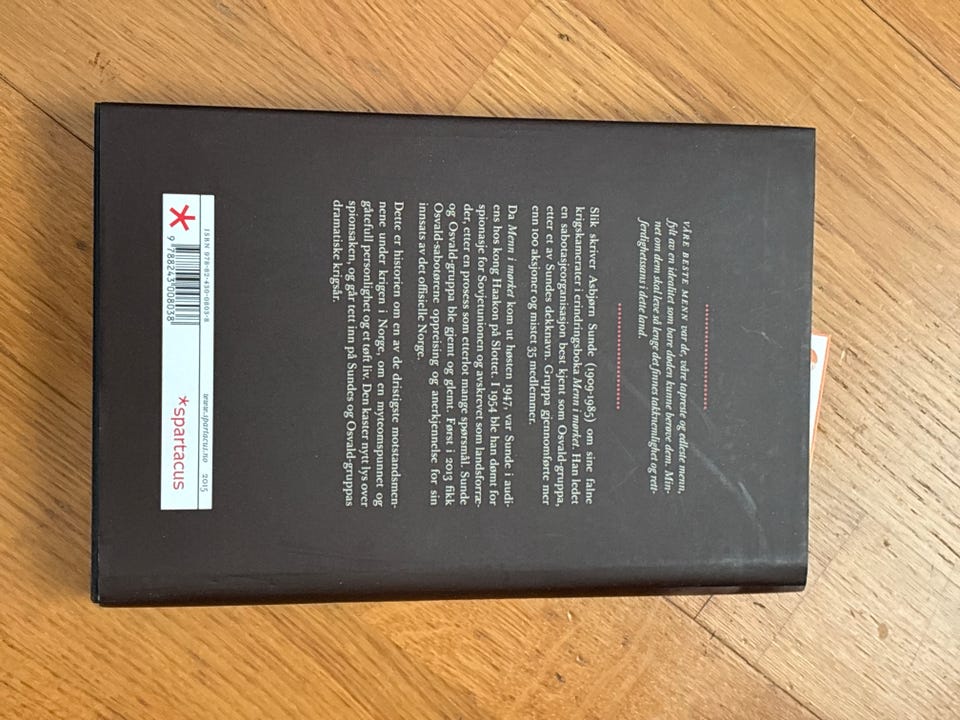 VÅRE BESTE MENN var de, våre tapreste og edleste menn,
fylt av en idealitet som bare døden kunne berøve dem. Min-
net om dem skal leve så lenge det finnes takknemlighet og rett-
ferdighetssans i dette land.
Slik skriver Asbjørn Sunde (1909-1985) om sine falne
krigskamerater i erindringsboka Menn i mørket. Han ledet
en sabotasjeorganisasjon best kjent som Osvald-gruppa,
etter et av Sundes dekknavn. Gruppa gjennomførte mer
enn 100 aksjoner og mistet 35 medlemmer.
Da Menn i mørket kom ut høsten 1947, var Sunde i audi-
ens hos kong Haakon på Slottet. I 1954 ble han dømt for
spionasje for Sovjetunionen og avskrevet som landsforræ-
der, etter en prosess som etterlot mange spørsmål. Sunde
og Osvald-gruppa ble gjemt og glemt. Først i 2013 fikk
Osvald-sabotørene oppreising og anerkjennelse for sin
innsats av det offisielle Norge.
Dette er historien om en av de dristigste motstandsmen-
nene under krigen i Norge, om en myteomspunnet og
gåtefull personlighet og et tøft liv. Den kaster nytt lys over
spionsaken, og går tett inn på Sundes og Osvald-gruppas
dramatiske krigsår.
ISBN 978-82-430-0803-8
www.spartacus.no 2015
9 788243 008038
spartacus